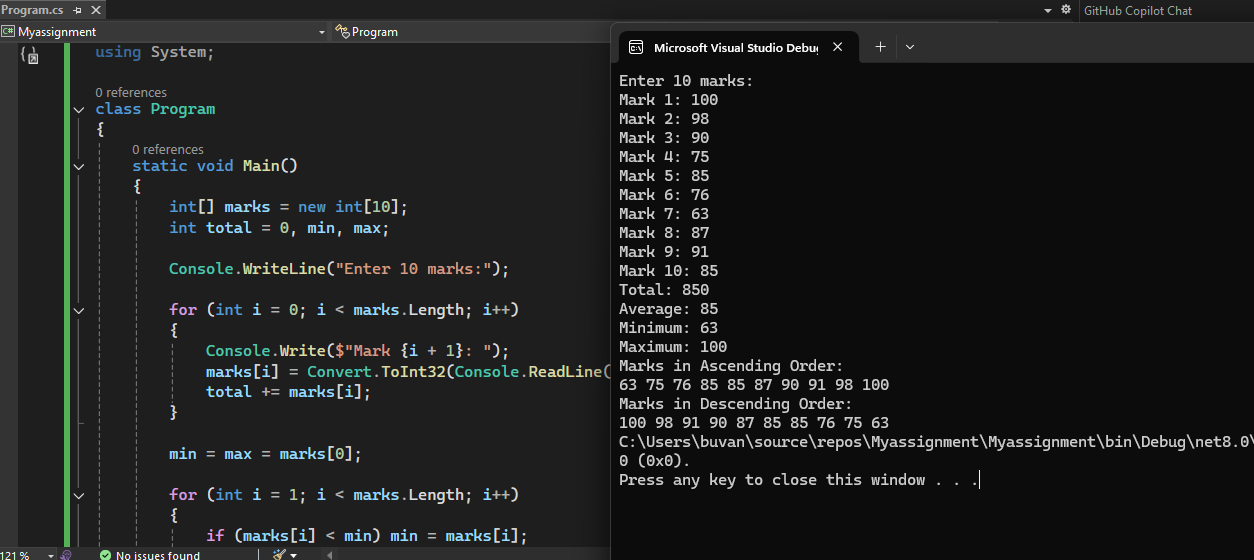 Program.cs
GitHub Copilot Chat
C# Myassignment
Program
using System;
0 references
class Program
{
0 references
static void Main()
{
int[] marks = new int[10];
int total = 0, min, max;
Console.WriteLine("Enter 10 marks:");
for (int i = 0; i < marks.Length; i++)
{
Console.Write($"Mark {i + 1}: ");
marks[i] = Convert.ToInt32(Console.ReadLine(
total += marks[i];
}
min = max = marks[0];
for (int i = 1; i < marks.Length; i++)
{
if (marks[i] < min) min = marks[i];
121 %
No issues found
Microsoft Visual Studio Debu
Enter 10 marks:
Mark 1: 100
Mark 2: 98
Mark 3: 90
Mark 4: 75
Mark 5: 85
Mark 6: 76
Mark 7: 63
Mark 8: 87
Mark 9: 91
Mark 10: 85
Total: 850
Average: 85
Minimum: 63
Maximum: 100
Marks in Ascending Order:
63 75 76 85 85 87 90 91 98 100
Marks in Descending Order:
100 98 91 90 87 85 85 76 75 63
C:\Users\buvan\source\repos\Myassignment\Myassignment\bin\Debug\net8.0\
0 (0x0).
Press any key to close this window . . .